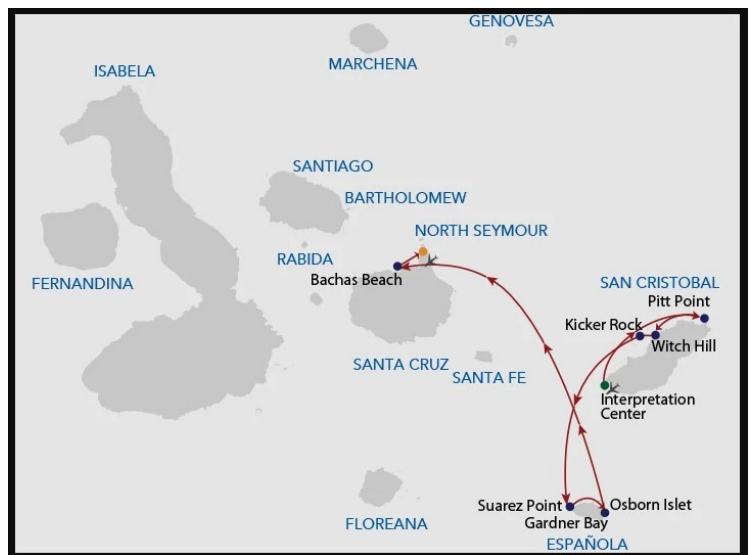 GENOVESA
MARCHENA
ISABELA
SANTIAGO
BARTHOLOMEW
NORTH SEYMOUR
RABIDA
Bachas Beach
FERNANDINA
SAN CRISTOBAL
Pitt Point
Kicker Rock
Witch Hill
SANTA CRUZ
SANTA FE
Interpretation
Center
Suarez Point
Osborn Islet
Gardner Bay
FLOREANA
ESPAÑOLA